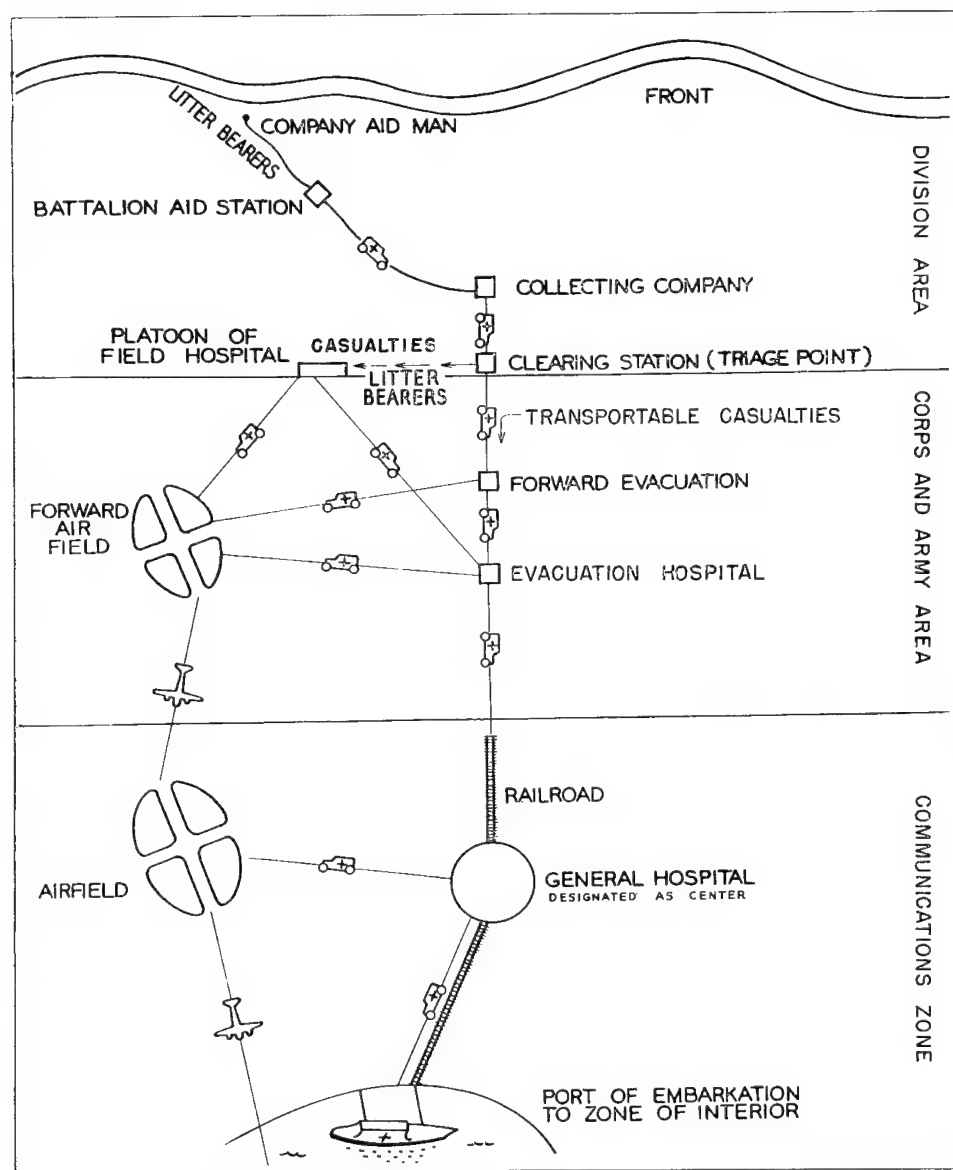 FRONT
LITTER BEARERS
COMPANY AID MAN
BATTALION AID STATION
DIVISION AREA
COLLECTING COMPANY
PLATOON OF
FIELD HOSPITAL
CASUALTIES
LITTER
BEARERS
CLEARING STATION (TRIAGE POINT)
TRANSPORTABLE CASUALTIES
CORPS AND ARMY AREA
FORWARD EVACUATION
FORWARD
AIR
FIELD
EVACUATION HOSPITAL
RAILROAD
COMMUNICATIONS ZONE
AIRFIELD
GENERAL HOSPITAL
DESIGNATED AS CENTER
PORT OF EMBARKATION
TO ZONE OF INTERIOR